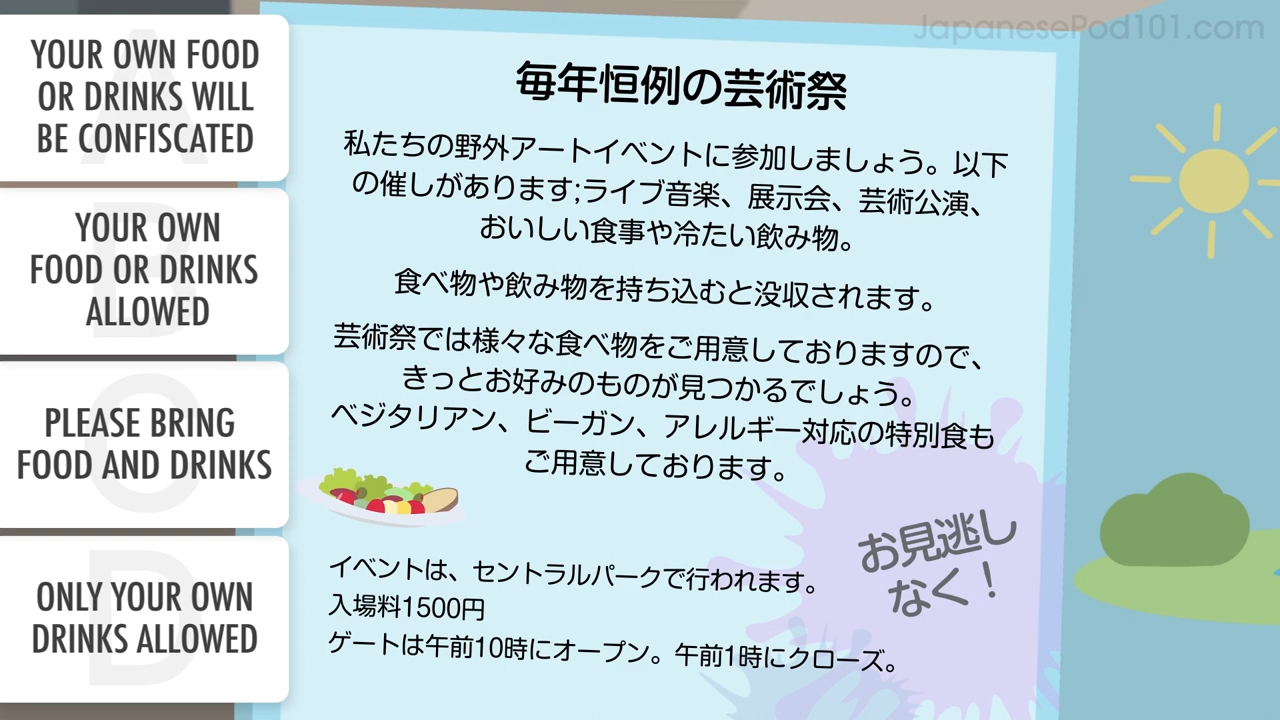 JapanesePod101.com
A
YOUR OWN FOOD
OR DRINKS WILL
BE CONFISCATED
B
YOUR OWN
FOOD OR DRINKS
ALLOWED
C
PLEASE BRING
FOOD AND DRINKS
D
ONLY YOUR OWN
DRINKS ALLOWED
毎年恒例の芸術祭
私たちの野外アートイベントに参加しましょう。以下
の催しがあります;ライブ音楽、展示会、芸術公演、
おいしい食事や冷たい飲み物。
食べ物や飲み物を持ち込むと没収されます。
芸術祭では様々な食べ物をご用意しておりますので、
きっとお好みのものが見つかるでしょう。
ベジタリアン、ビーガン、アレルギー対応の特別食も
ご用意しております。
お見逃し
なく！
イベントは、セントラルパークで行われます。
入場料1500円
ゲートは午前10時にオープン。午前1時にクローズ。